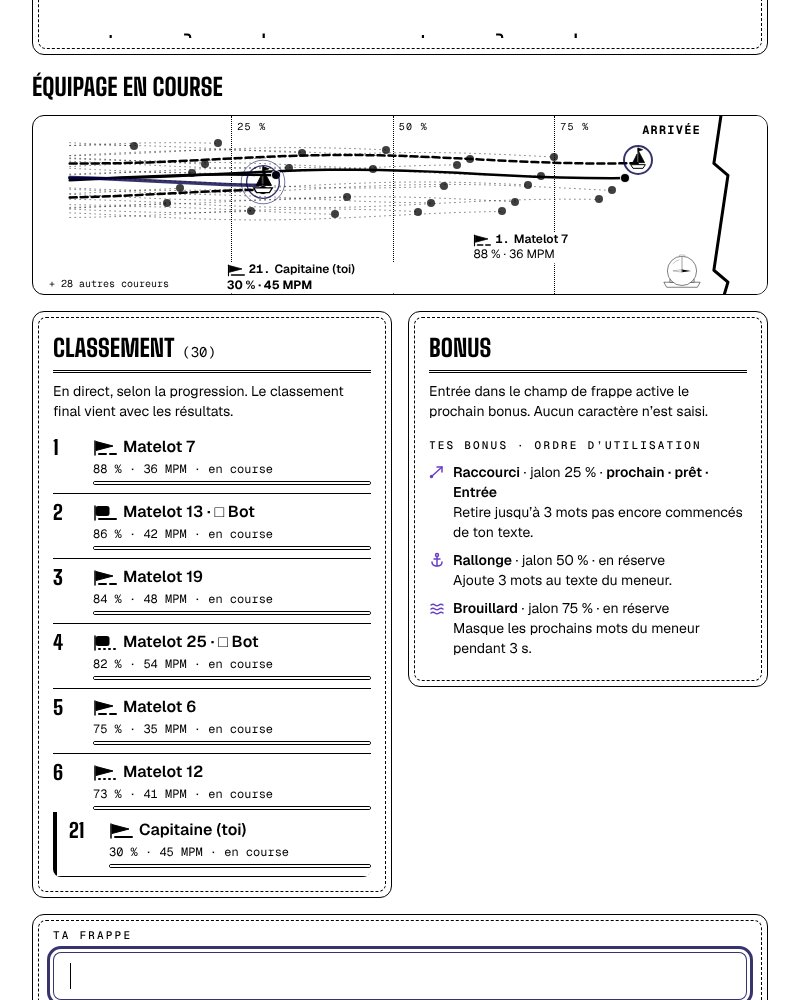 ÉQUIPAGE EN COURSE
25 %
50 %
75 %
ARRIVÉE
1. Matelot 7
88 % · 36 MPM
21. Capitaine (toi)
30 % · 45 MPM
+ 28 autres coureurs
CLASSEMENT (30)
En direct, selon la progression. Le classement
final vient avec les résultats.
1 Matelot 7
88 % · 36 MPM · en course
2 Matelot 13 · □ Bot
86 % · 42 MPM · en course
3 Matelot 19
84 % · 48 MPM · en course
4 Matelot 25 · □ Bot
82 % · 54 MPM · en course
5 Matelot 6
75 % · 35 MPM · en course
6 Matelot 12
73 % · 41 MPM · en course
21 Capitaine (toi)
30 % · 45 MPM · en course
BONUS
Entrée dans le champ de frappe active le
prochain bonus. Aucun caractère n’est saisi.
TES BONUS · ORDRE D'UTILISATION
Raccourci · jalon 25 % · prochain · prêt ·
Entrée
Retire jusqu’à 3 mots pas encore commencés
de ton texte.
Rallonge · jalon 50 % · en réserve
Ajoute 3 mots au texte du meneur.
Brouillard · jalon 75 % · en réserve
Masque les prochains mots du meneur
pendant 3 s.
TA FRAPPE